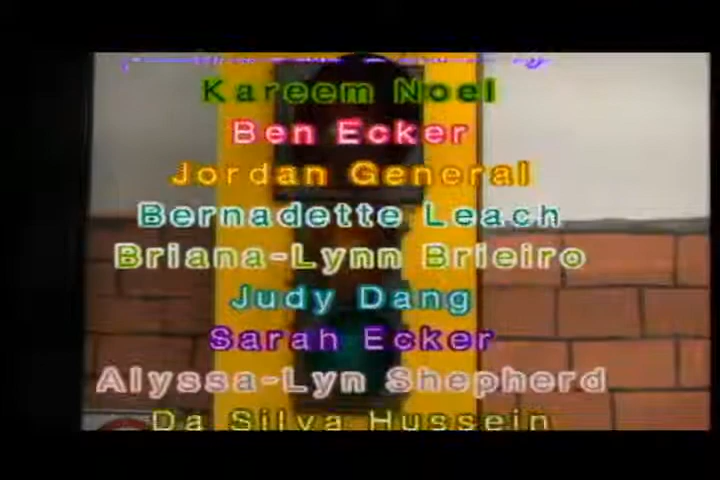 Kareem Noel
Ben Ecker
Jordan General
Bernadette Leach
Briana-Lynn Brieiro
Judy Dang
Sarah Ecker
Alyssa-Lyn Shepherd
Da Silva Hussein